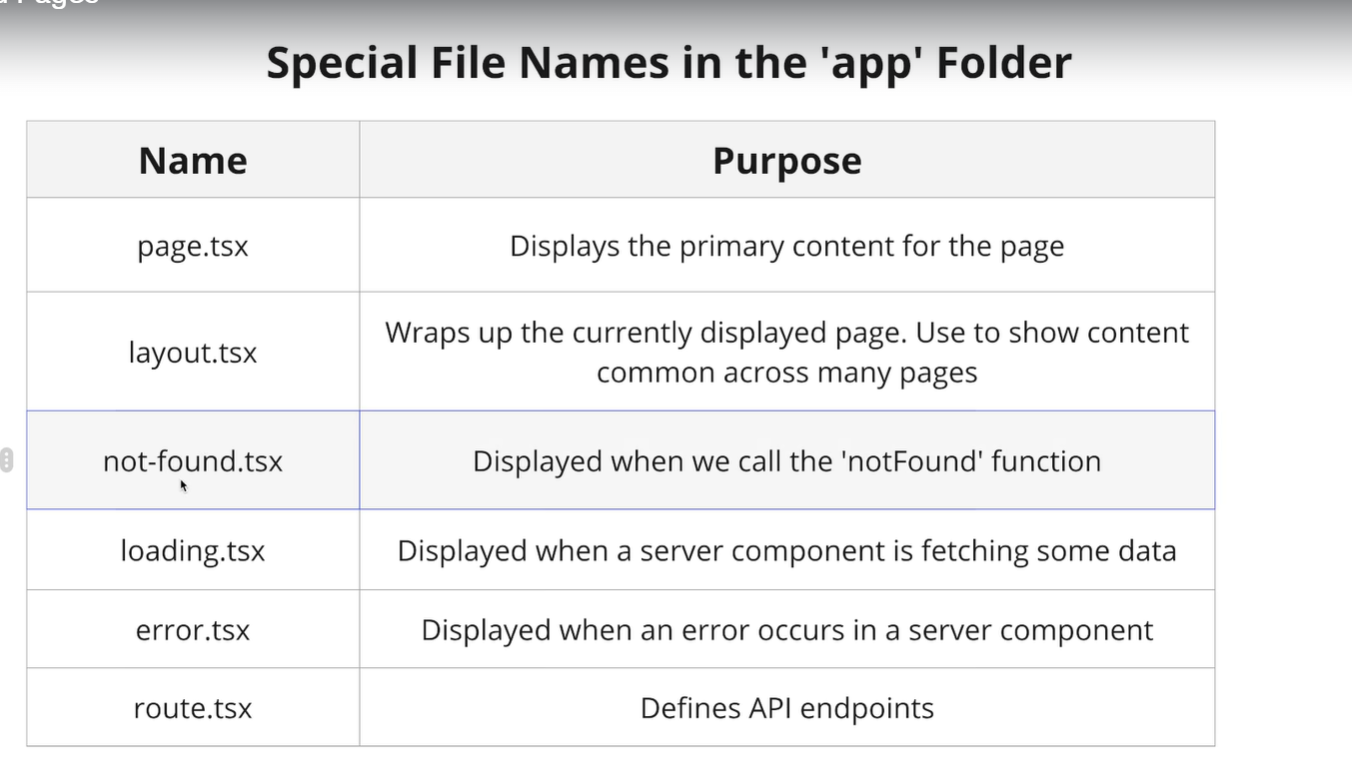 Special File Names in the 'app' Folder
Name
Purpose
page.tsx
Displays the primary content for the page
layout.tsx
Wraps up the currently displayed page. Use to show content
common across many pages
not-found.tsx
Displayed when we call the 'notFound' function
loading.tsx
Displayed when a server component is fetching some data
error.tsx
Displayed when an error occurs in a server component
route.tsx
Defines API endpoints